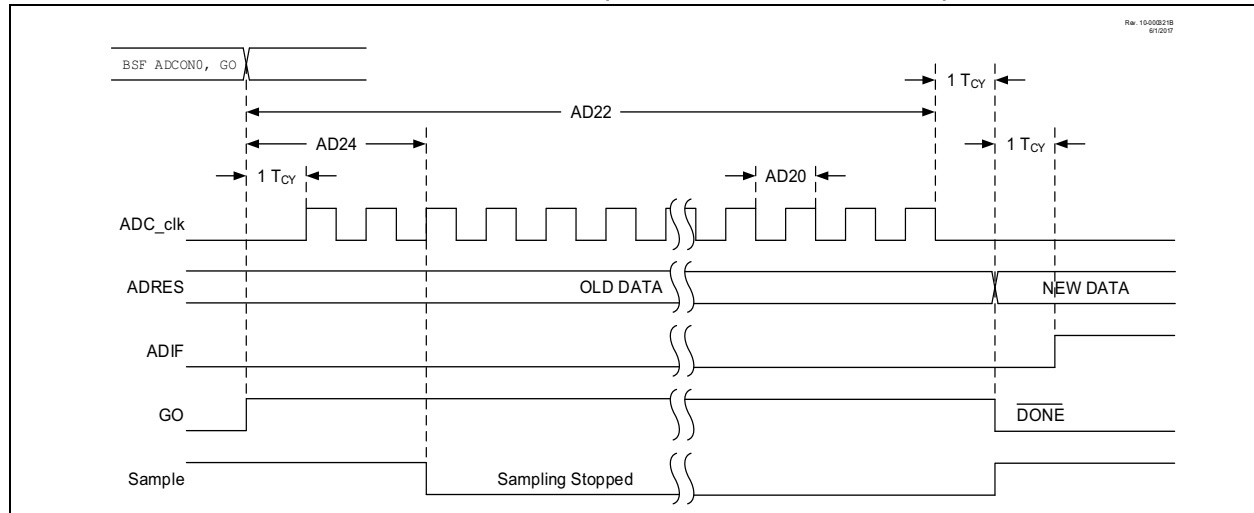 Rev. 10-000321B
6/1/2017
BSF ADCON0, GO
1 TCY
AD22
AD24
1 TCY
1 TCY
AD20
ADC_clk
ADRES
OLD DATA
NEW DATA
ADIF
GO
DONE
Sample
Sampling Stopped